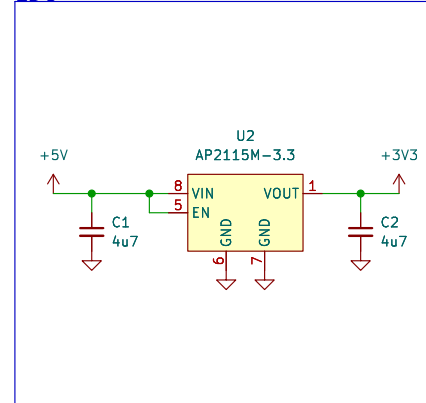 U2
AP2115M-3.3
+5V
+3V3
8 VIN VOUT 1
5 EN
C1
4u7
C2
4u7
GND GND
6 7